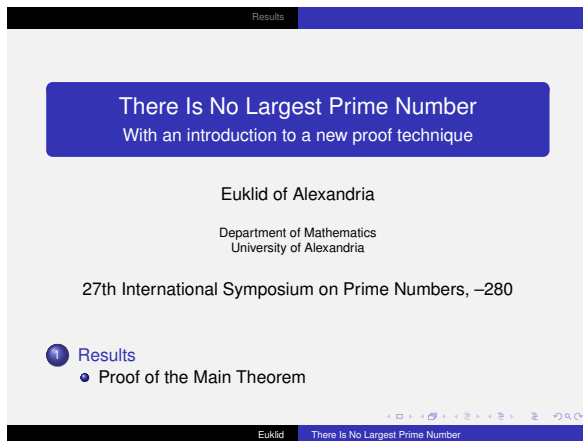 Results
There Is No Largest Prime Number
With an introduction to a new proof technique
Euklid of Alexandria
Department of Mathematics
University of Alexandria
27th International Symposium on Prime Numbers, –280
1 Results
Proof of the Main Theorem
Euklid There Is No Largest Prime Number